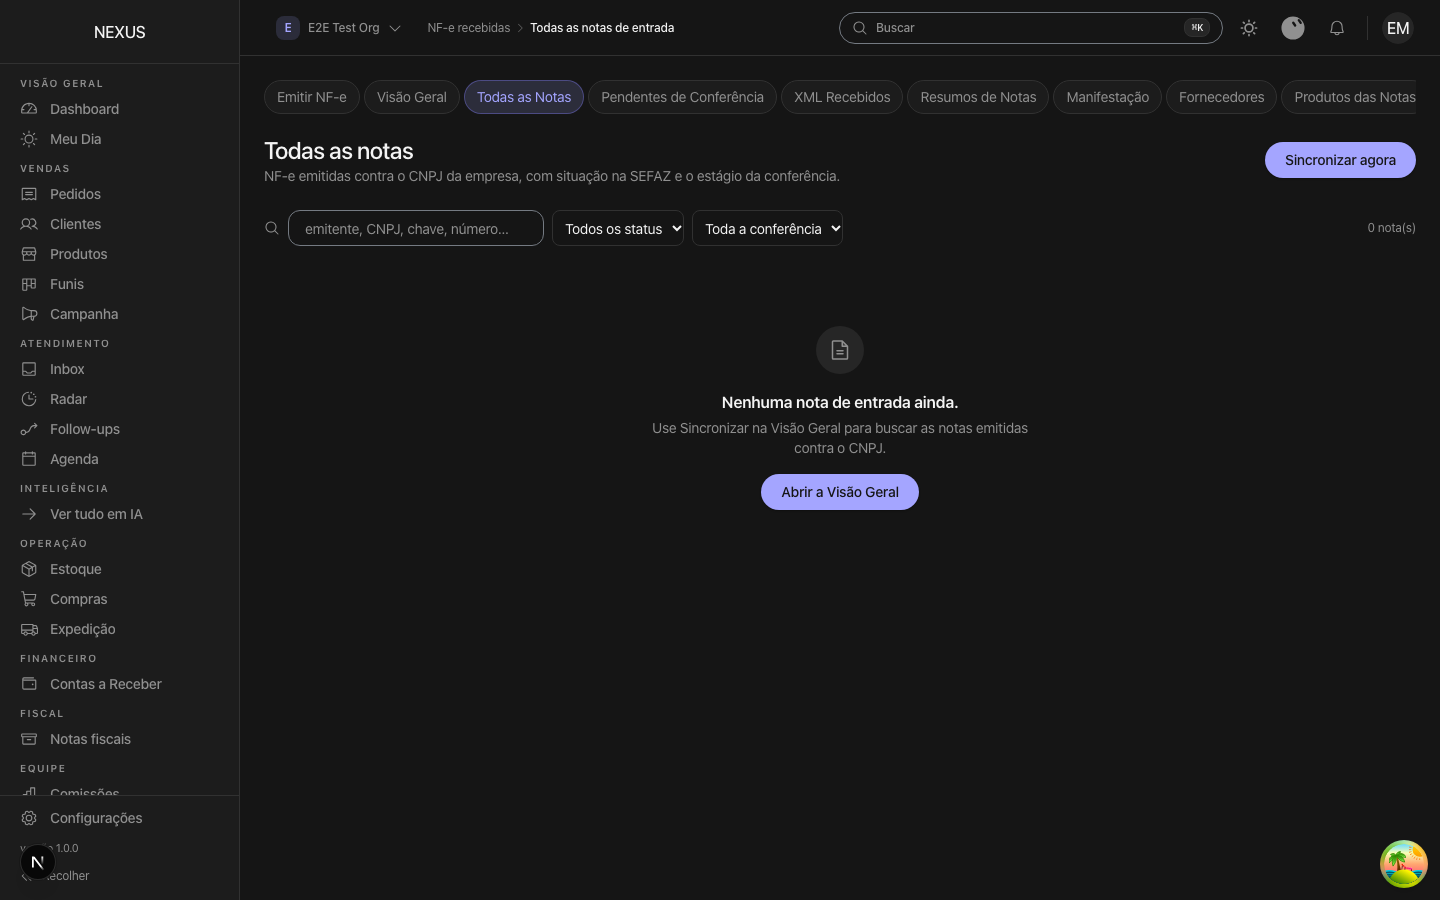 NEXUS
E
E2E Test Org
NF-e recebidas
Todas as notas de entrada
Buscar
⌘K
EM
VISÃO GERAL
Dashboard
Meu Dia
VENDAS
Pedidos
Clientes
Produtos
Funis
Campanha
ATENDIMENTO
Inbox
Radar
Follow-ups
Agenda
INTELIGÊNCIA
Ver tudo em IA
OPERAÇÃO
Estoque
Compras
Expedição
FINANCEIRO
Contas a Receber
FISCAL
Notas fiscais
EQUIPE
Comissões
Configurações
1.0.0
N
Emitir NF-e
Visão Geral
Todas as Notas
Pendentes de Conferência
XML Recebidos
Resumos de Notas
Manifestação
Fornecedores
Produtos das Notas
Todas as notas
NF-e emitidas contra o CNPJ da empresa, com situação na SEFAZ e o estágio da conferência.
Sincronizar agora
emitente, CNPJ, chave, número...
Todos os status
Toda a conferência
0 nota(s)
Nenhuma nota de entrada ainda.
Use Sincronizar na Visão Geral para buscar as notas emitidas
contra o CNPJ.
Abrir a Visão Geral